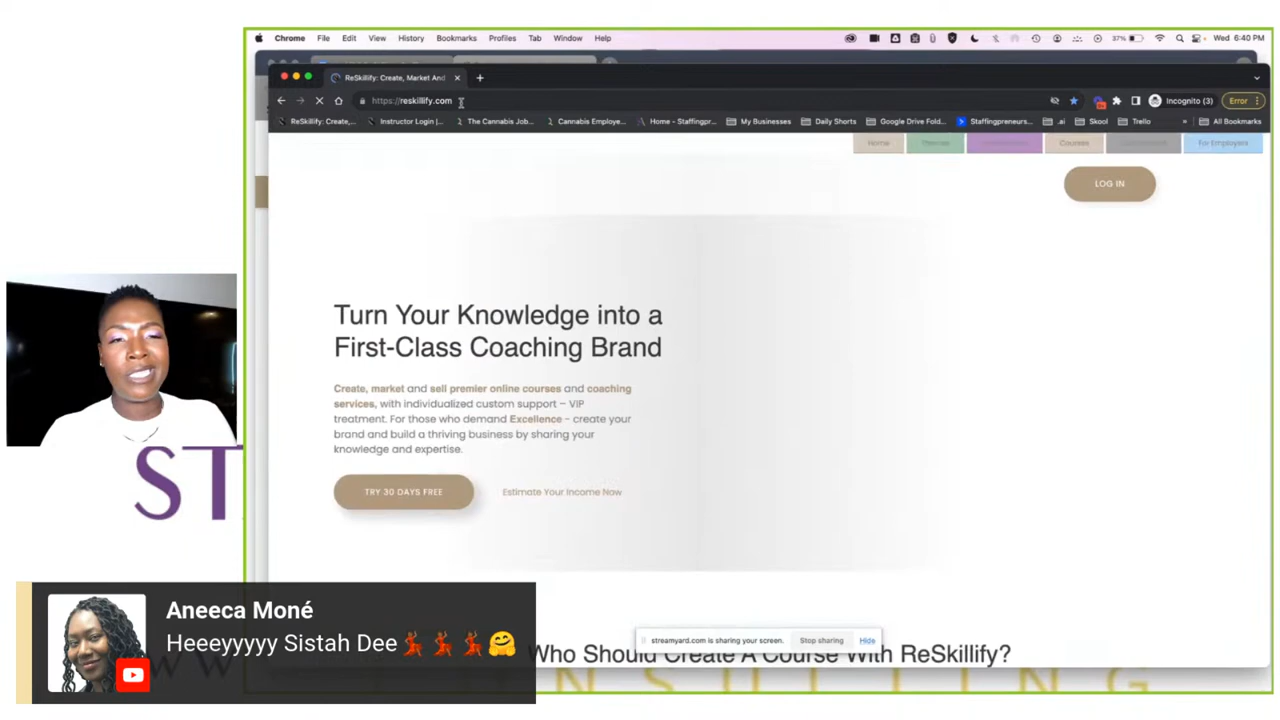 Chrome File Edit View History Bookmarks Profiles Tab Window Help 37% Wed 6:40 PM
ReSkillify: Create, Market And
https://reskillify.com Incognito (3) Error
ReSkillify: Create,... Instructor Login |... The Cannabis Job... Cannabis Employe... Home - Staffingpr... My Businesses Daily Shorts Google Drive Fold... Staffingpreneurs... .ai Skool Trello All Bookmarks
Home Courses For Employers
LOG IN
Turn Your Knowledge into a
First-Class Coaching Brand
Create, market and sell premier online courses and coaching
services, with individualized custom support – VIP
treatment. For those who demand Excellence - create your
brand and build a thriving business by sharing your
knowledge and expertise.
TRY 30 DAYS FREE Estimate Your Income Now
ST
Aneeca Moné
Heeeyyyyy Sistah Dee💃💃💃🤗
streamyard.com is sharing your screen. Stop sharing Hide
Who Should Create A Course With ReSkillify?